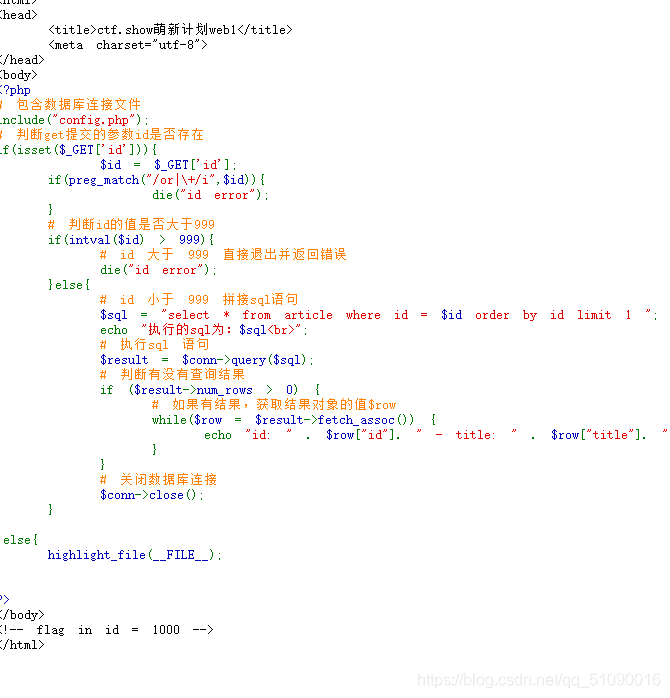 <html>
<head>
<title>ctf.show萌新计划web1</title>
<meta charset="utf-8">
</head>
<body>
<?php
# 包含数据库连接文件
include("config.php");
# 判断get提交的参数id是否存在
if(isset($_GET['id'])){
$id = $_GET['id'];
if(preg_match("/or|\+/i",$id)){
die("id error");
}
# 判断id的值是否大于999
if(intval($id) > 999){
# id 大于 999 直接退出并返回错误
die("id error");
}else{
# id 小于 999 拼接sql语句
$sql = "select * from article where id = $id order by id limit 1 ";
echo "执行的sql为：$sql<br>";
# 执行sql 语句
$result = $conn->query($sql);
# 判断有没有查询结果
if ($result->num_rows > 0) {
# 如果有结果，获取结果对象的值$row
while($row = $result->fetch_assoc()) {
echo "id: " . $row["id"]. " - title: " . $row["title"]. "
}
}
# 关闭数据库连接
$conn->close();
}
else{
highlight_file(__FILE__);
?>
</body>
<!-- flag in id = 1000 -->
</html>
https://blog.csdn.net/qq_51090016